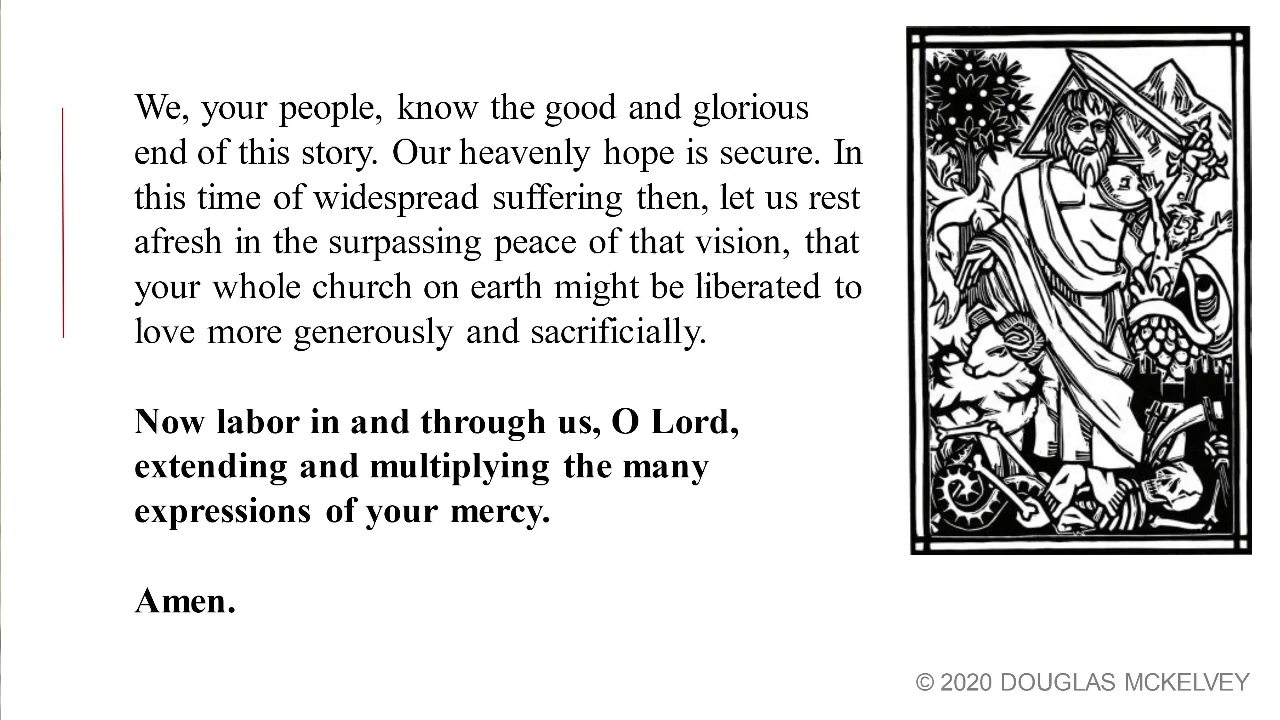 We, your people, know the good and glorious
end of this story. Our heavenly hope is secure. In
this time of widespread suffering then, let us rest
afresh in the surpassing peace of that vision, that
your whole church on earth might be liberated to
love more generously and sacrificially.
Now labor in and through us, O Lord,
extending and multiplying the many
expressions of your mercy.
Amen.
© 2020 DOUGLAS MCKELVEY